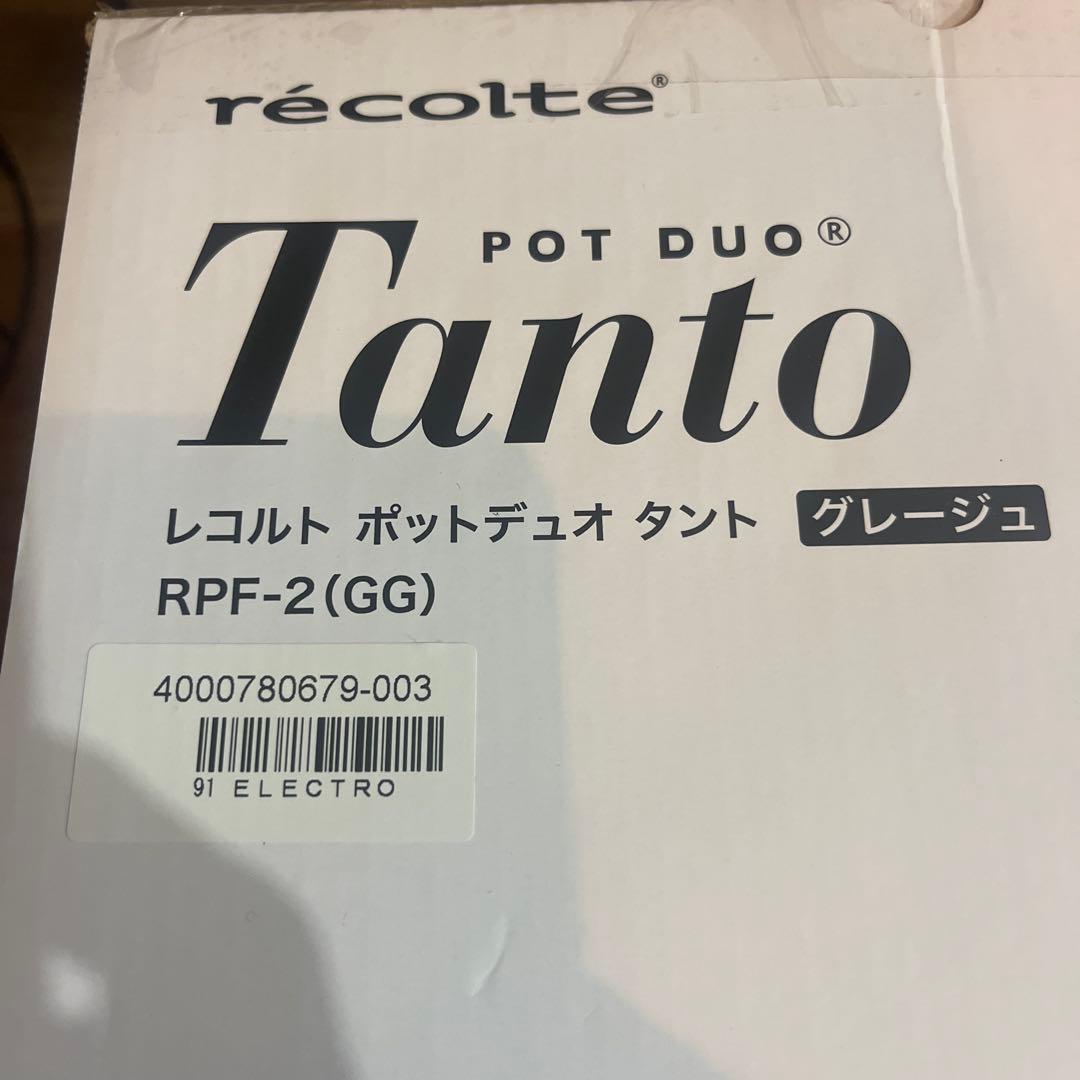 récolte®
POT DUO®
Tanto
レコルト ポットデュオ タント グレージュ
RPF-2(GG)
4000780679-003
91 ELECTRO